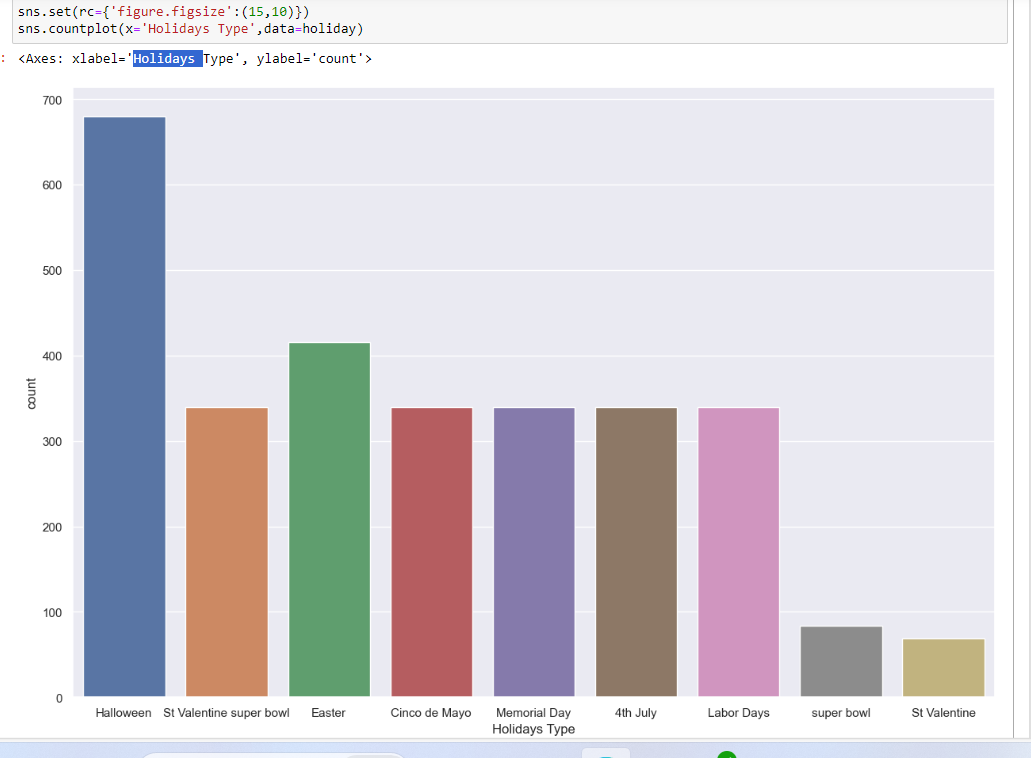 sns.set(rc={'figure.figsize':(15,10)})
sns.countplot(x='Holidays Type',data=holiday)
: <Axes: xlabel='Holidays Type', ylabel='count'>
700
600
500
400
300
200
100
0
count
Halloween St Valentine super bowl Easter Cinco de Mayo Memorial Day 4th July Labor Days super bowl St Valentine
Holidays Type